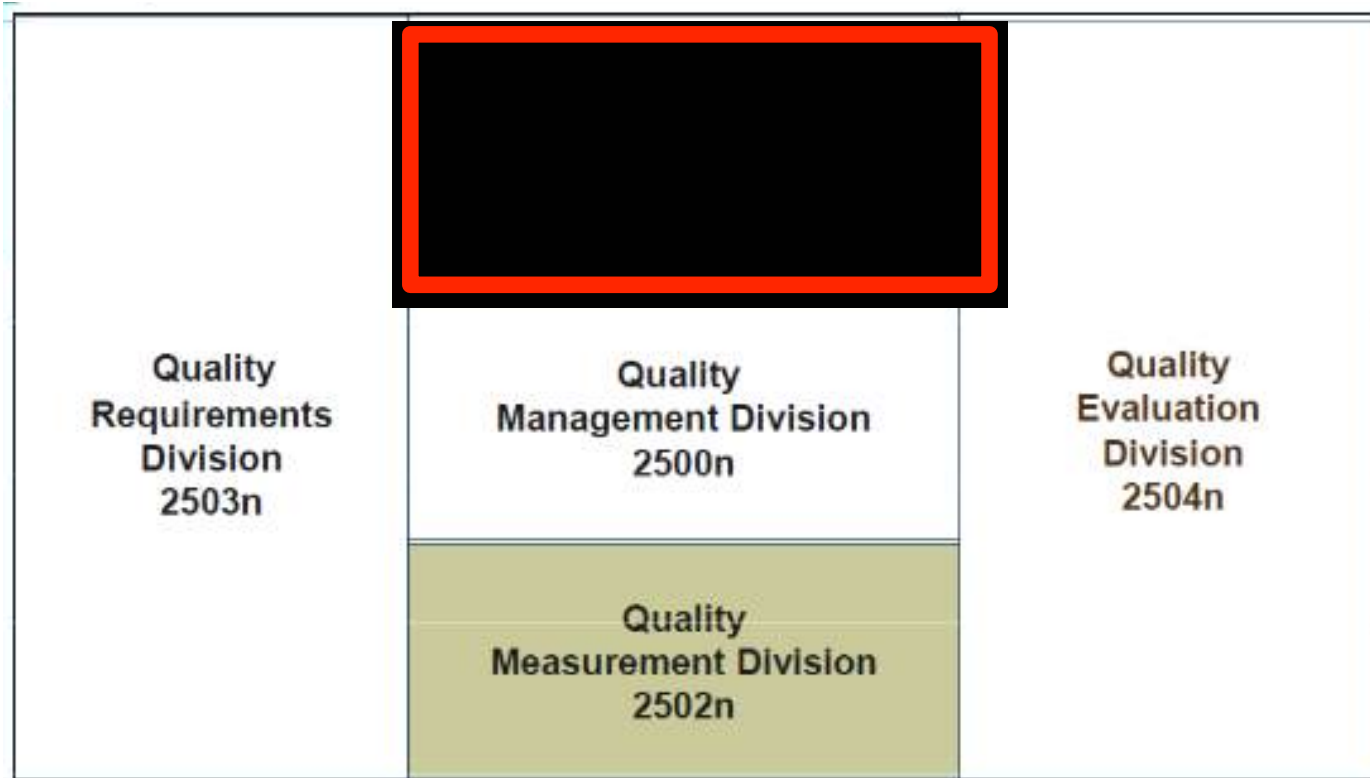 Quality
Requirements
Division
2503n
Quality
Management Division
2500n
Quality
Measurement Division
2502n
Quality
Evaluation
Division
2504n